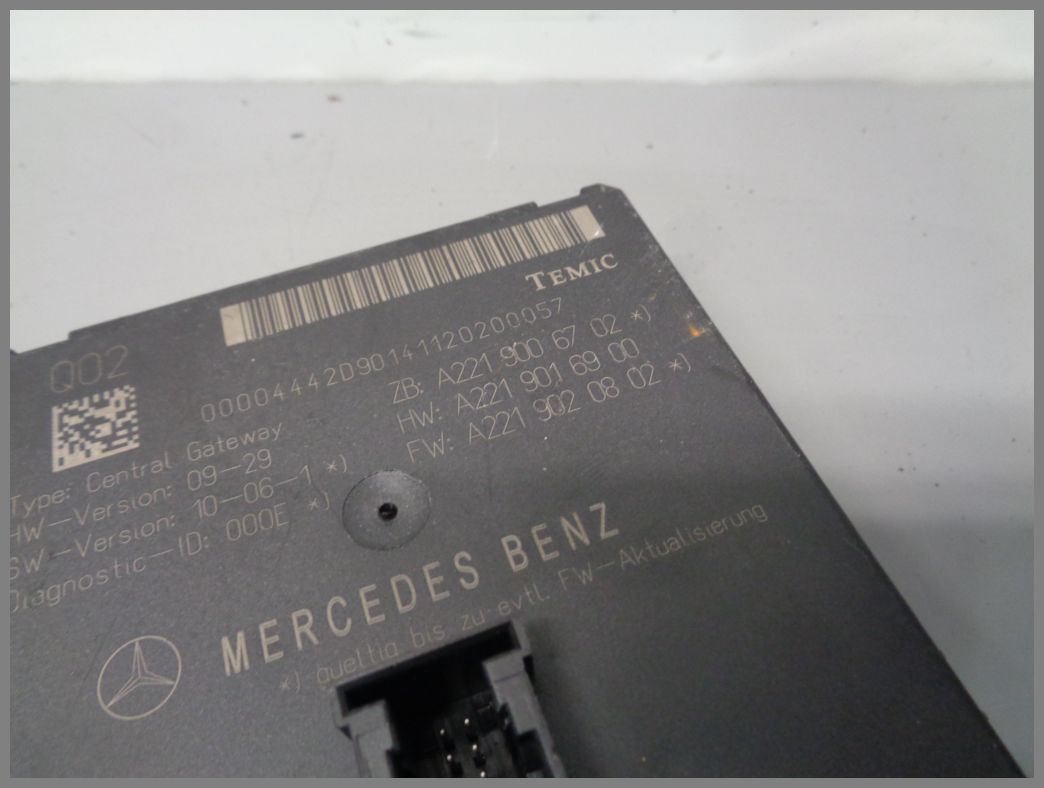 TEMIC
Q02
00004442D90141120200057
ZB: A221 900 67 02 *)
HW: A221 901 69 00
FW: A221 902 08 02 *)
Type: Central Gateway
HW-Version: 09-29
SW-Version: 10-06-1 *)
Diagnostic-ID: 000E *)
MERCEDES BENZ
*) gueltig bis zu evtl. FW-Aktualisierung